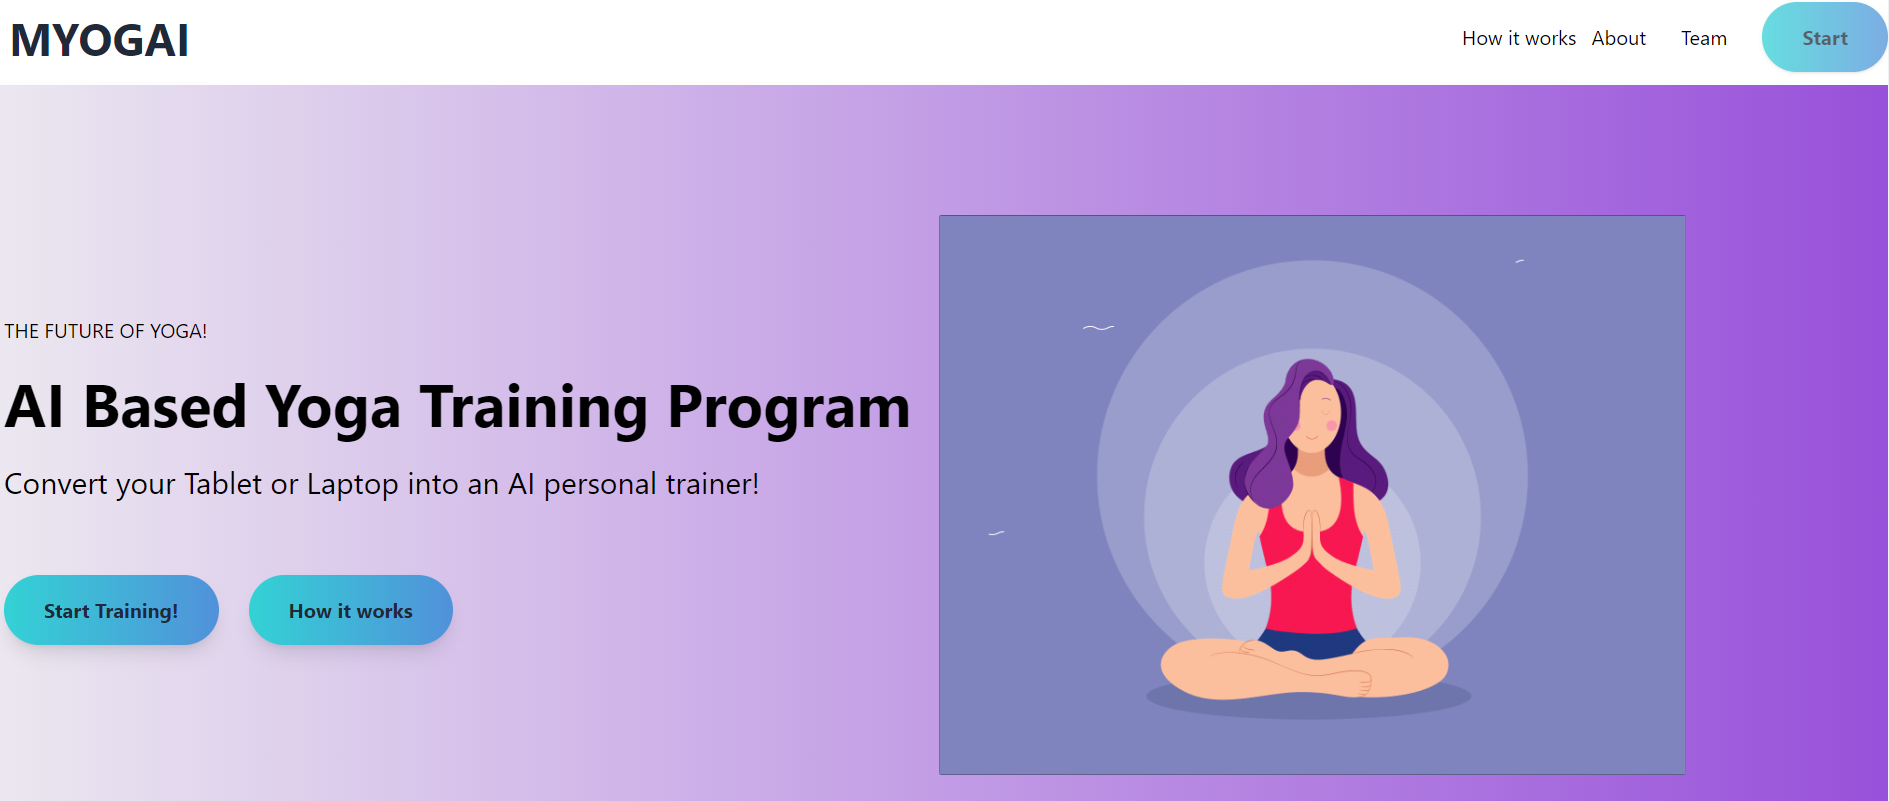 MYOGAI
How it works About Team Start
THE FUTURE OF YOGA!
AI Based Yoga Training Program
Convert your Tablet or Laptop into an AI personal trainer!
Start Training! How it works